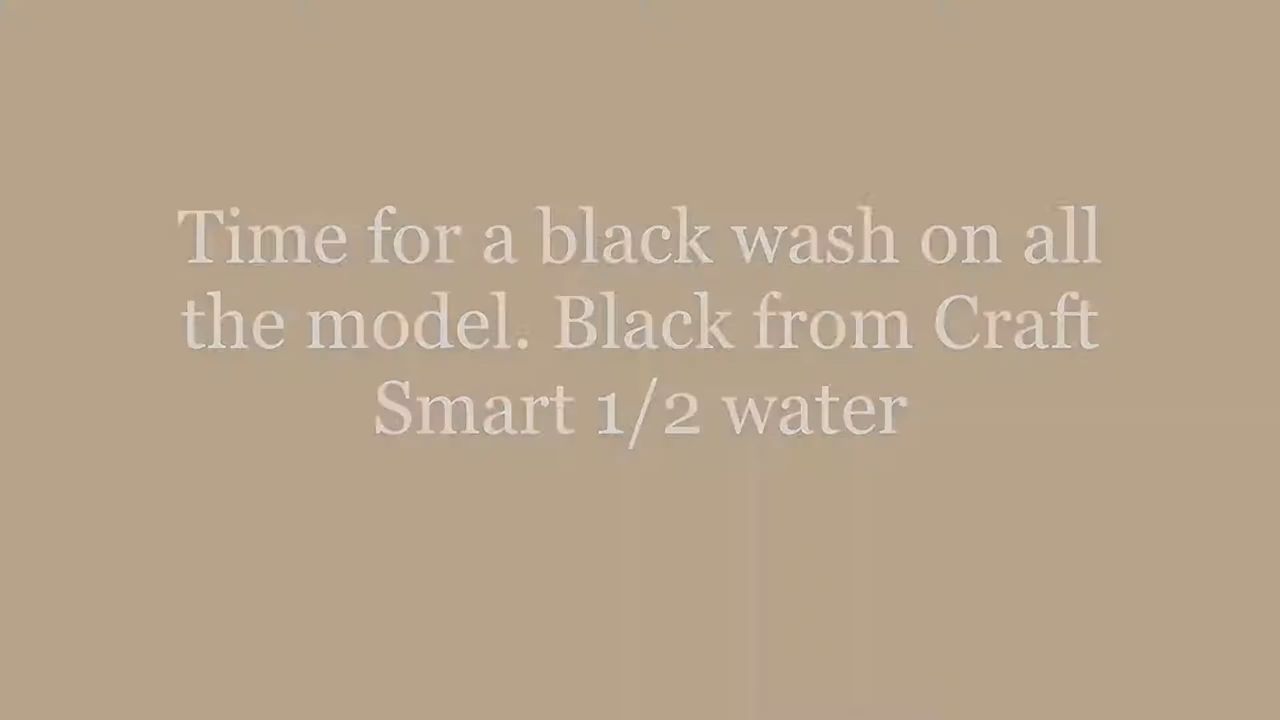 Time for a black wash on all
the model. Black from Craft
Smart 1/2 water